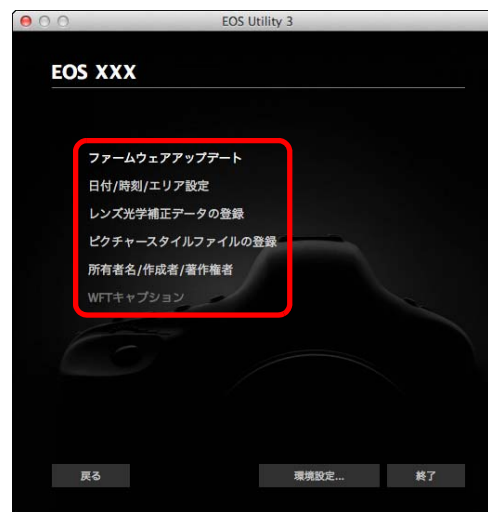 EOS Utility 3
EOS XXX
ファームウェアアップデート
日付/時刻/エリア設定
レンズ光学補正データの登録
ピクチャースタイルファイルの登録
所有者名/作成者/著作権者
WFTキャプション
戻る 環境設定... 終了